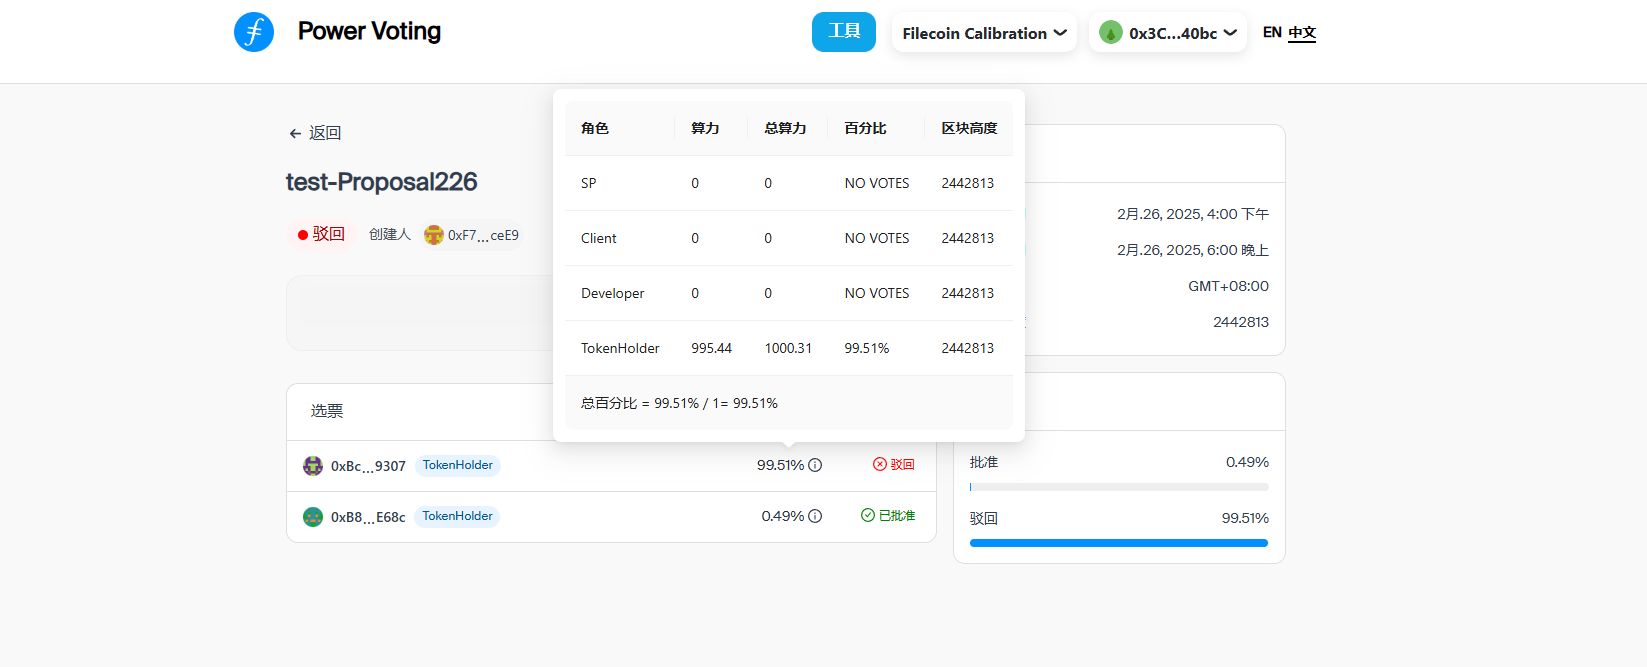 Power Voting
工具
Filecoin Calibration
0x3C...40bc
EN 中文
← 返回
test-Proposal226
驳回 创建人 0xF7...ceE9
角色 算力 总算力 百分比 区块高度
SP 0 0 NO VOTES 2442813
Client 0 0 NO VOTES 2442813
Developer 0 0 NO VOTES 2442813
TokenHolder 995.44 1000.31 99.51% 2442813
总百分比 = 99.51% / 1= 99.51%
2月.26, 2025, 4:00 下午
2月.26, 2025, 6:00 晚上
GMT+08:00
2442813
选票
0xBc...9307 TokenHolder 99.51% 驳回
0xB8...E68c TokenHolder 0.49% 已批准
批准 0.49%
驳回 99.51%